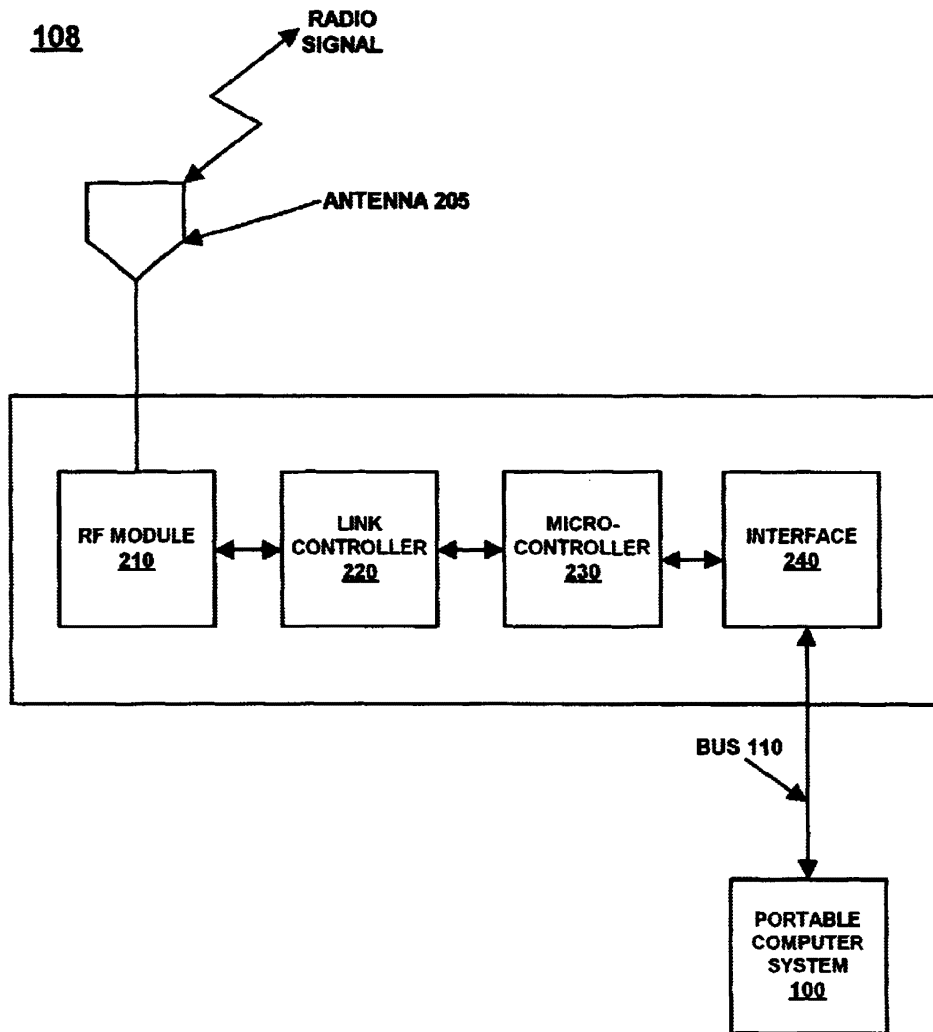 108
RADIO
SIGNAL
ANTENNA 205
RF MODULE
210
LINK
CONTROLLER
220
MICRO-
CONTROLLER
230
INTERFACE
240
BUS 110
PORTABLE
COMPUTER
SYSTEM
100